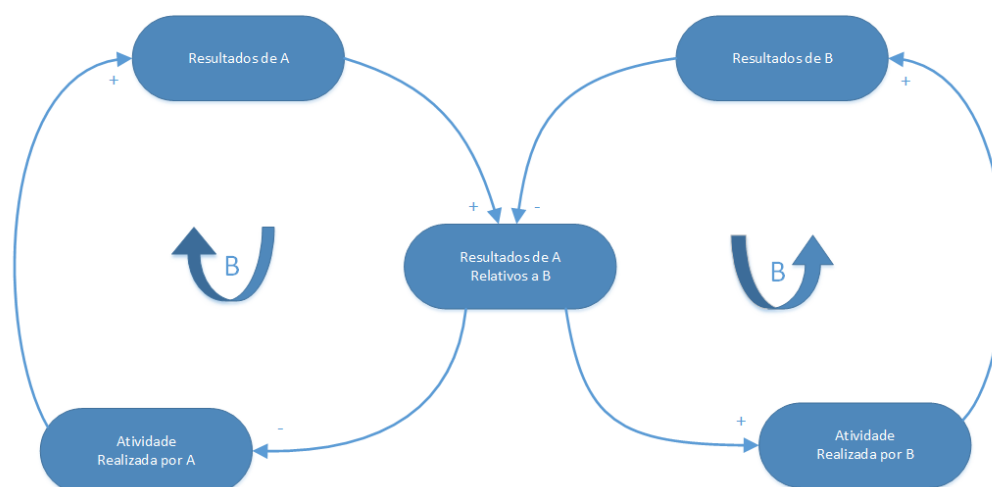 Resultados de A
Resultados de B
+
+
+
-
Resultados de A
Relativos a B
B
B
-
+
Atividade
Realizada por A
Atividade
Realizada por B